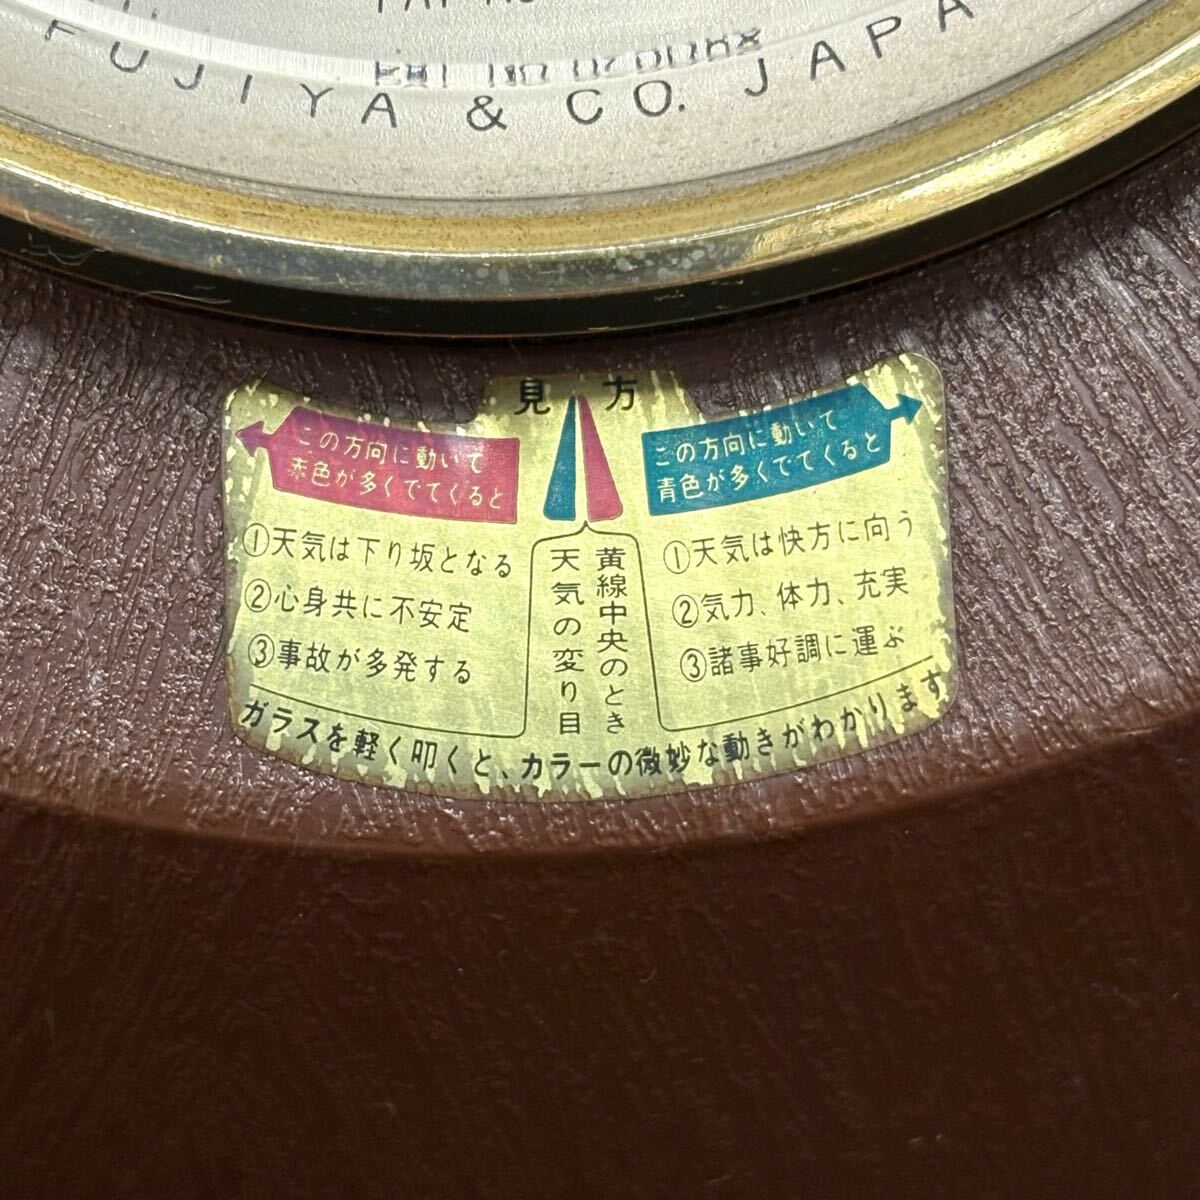 FUJIYA & CO. JAPA
見方
この方向に動いて
赤色が多くでてくると
①天気は下り坂となる
②心身共に不安定
③事故が多発する
黄線中央のとき
天気の変り目
この方向に動いて
青色が多くでてくると
①天気は快方に向う
②気力、体力、充実
③諸事好調に運ぶ
ガラスを軽く叩くと、カラーの微妙な動きがわかります